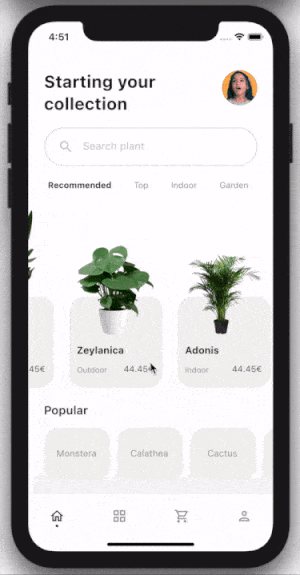 4:51
Starting your
collection
Search plant
Recommended Top Indoor Garden
Zeylanica Adonis
45€ Outdoor 44.45€ Indoor 44.45€
Popular
Monstera Calathea Cactus